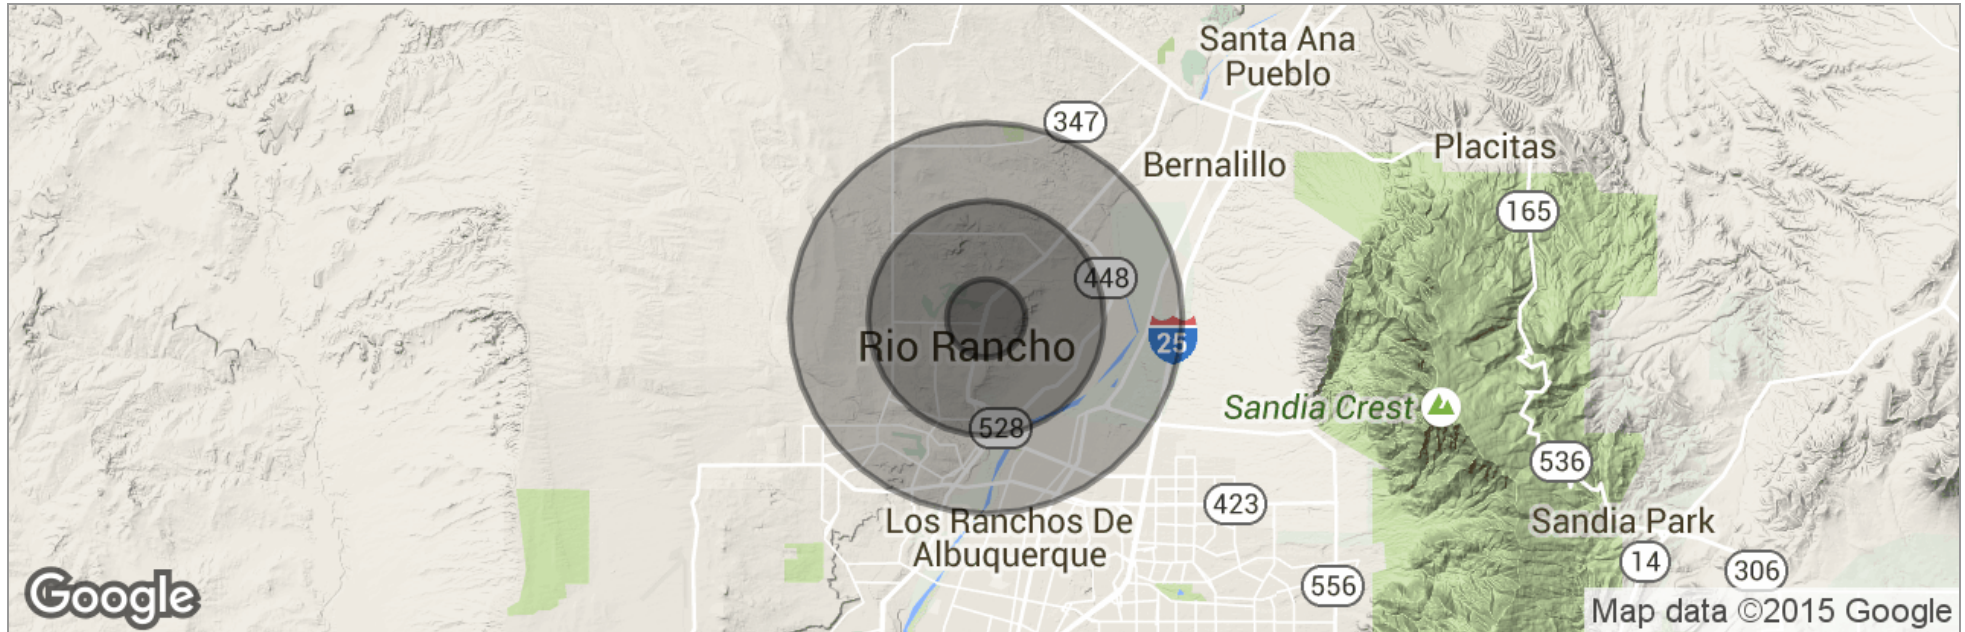 Santa Ana
Pueblo
347
Bernalillo
Placitas
165
448
Rio Rancho
25
Sandia Crest
528
536
423
Los Ranchos De
Albuquerque
Sandia Park
14
306
556
Google
Map data ©2015 Google